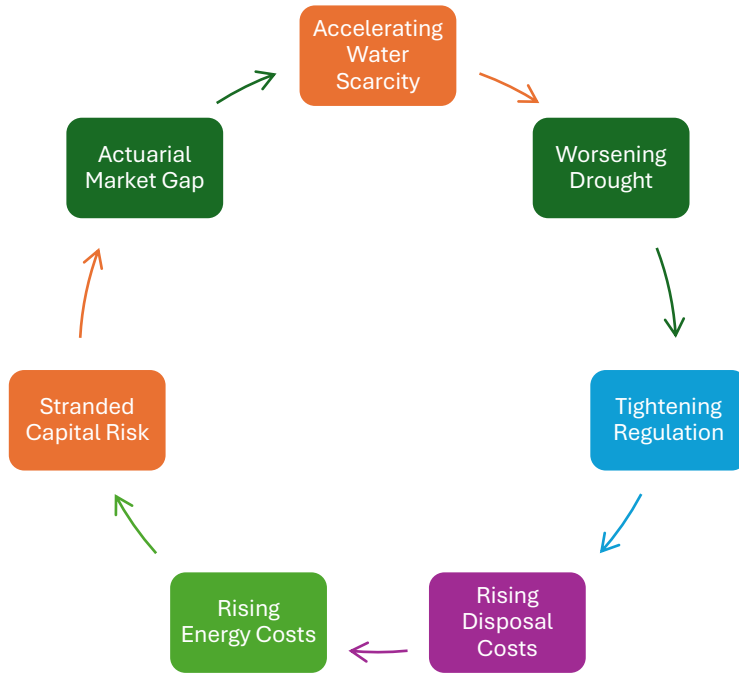 Accelerating
Water
Scarcity
Worsening
Drought
Tightening
Regulation
Rising
Disposal
Costs
Rising
Energy Costs
Stranded
Capital Risk
Actuarial
Market Gap